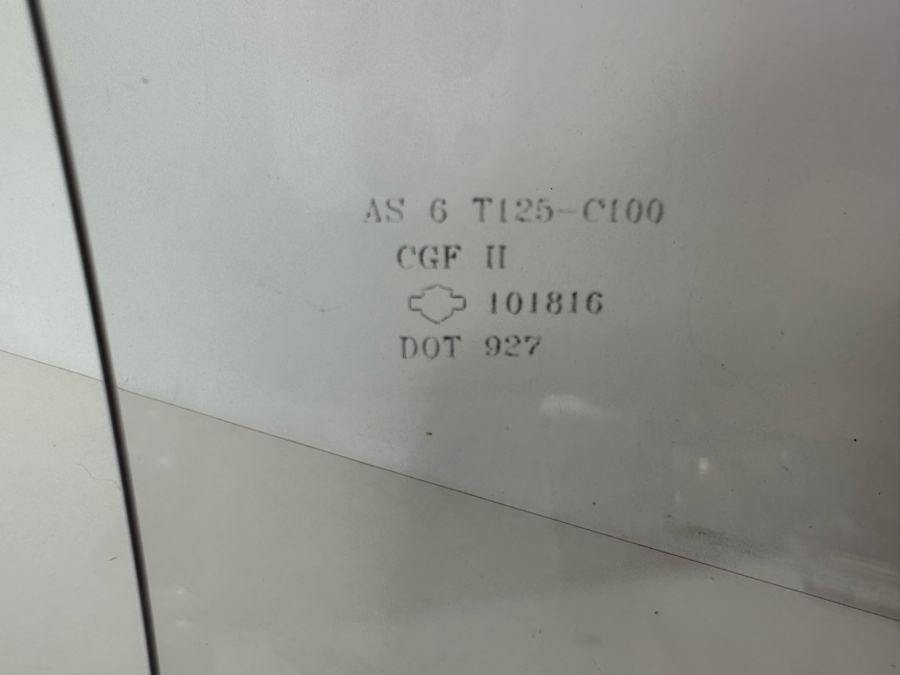 AS 6 T125-C100
CGF II
101816
DOT 927